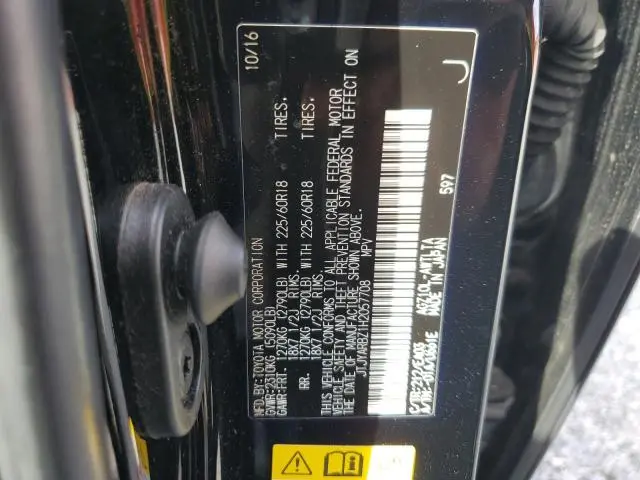 MFD.BY:TOYOTA MOTOR CORPORATION 10/16
GVWR:2310KG (5090LB)
GAWR:FRT. 1270KG (2790LB) WITH 225/60R18 TIRES.
18X7 1/2J RIMS.
RR. 1270KG (2790LB) WITH 225/60R18 TIRES.
18X7 1/2J RIMS.
THIS VEHICLE CONFORMS TO ALL APPLICABLE FEDERAL MOTOR
VEHICLE SAFETY AND THEFT PREVENTION STANDARDS IN EFFECT ON
THE DATE OF MANUFACTURE SHOWN ABOVE.
MPV
J
597
MADE IN JAPAN